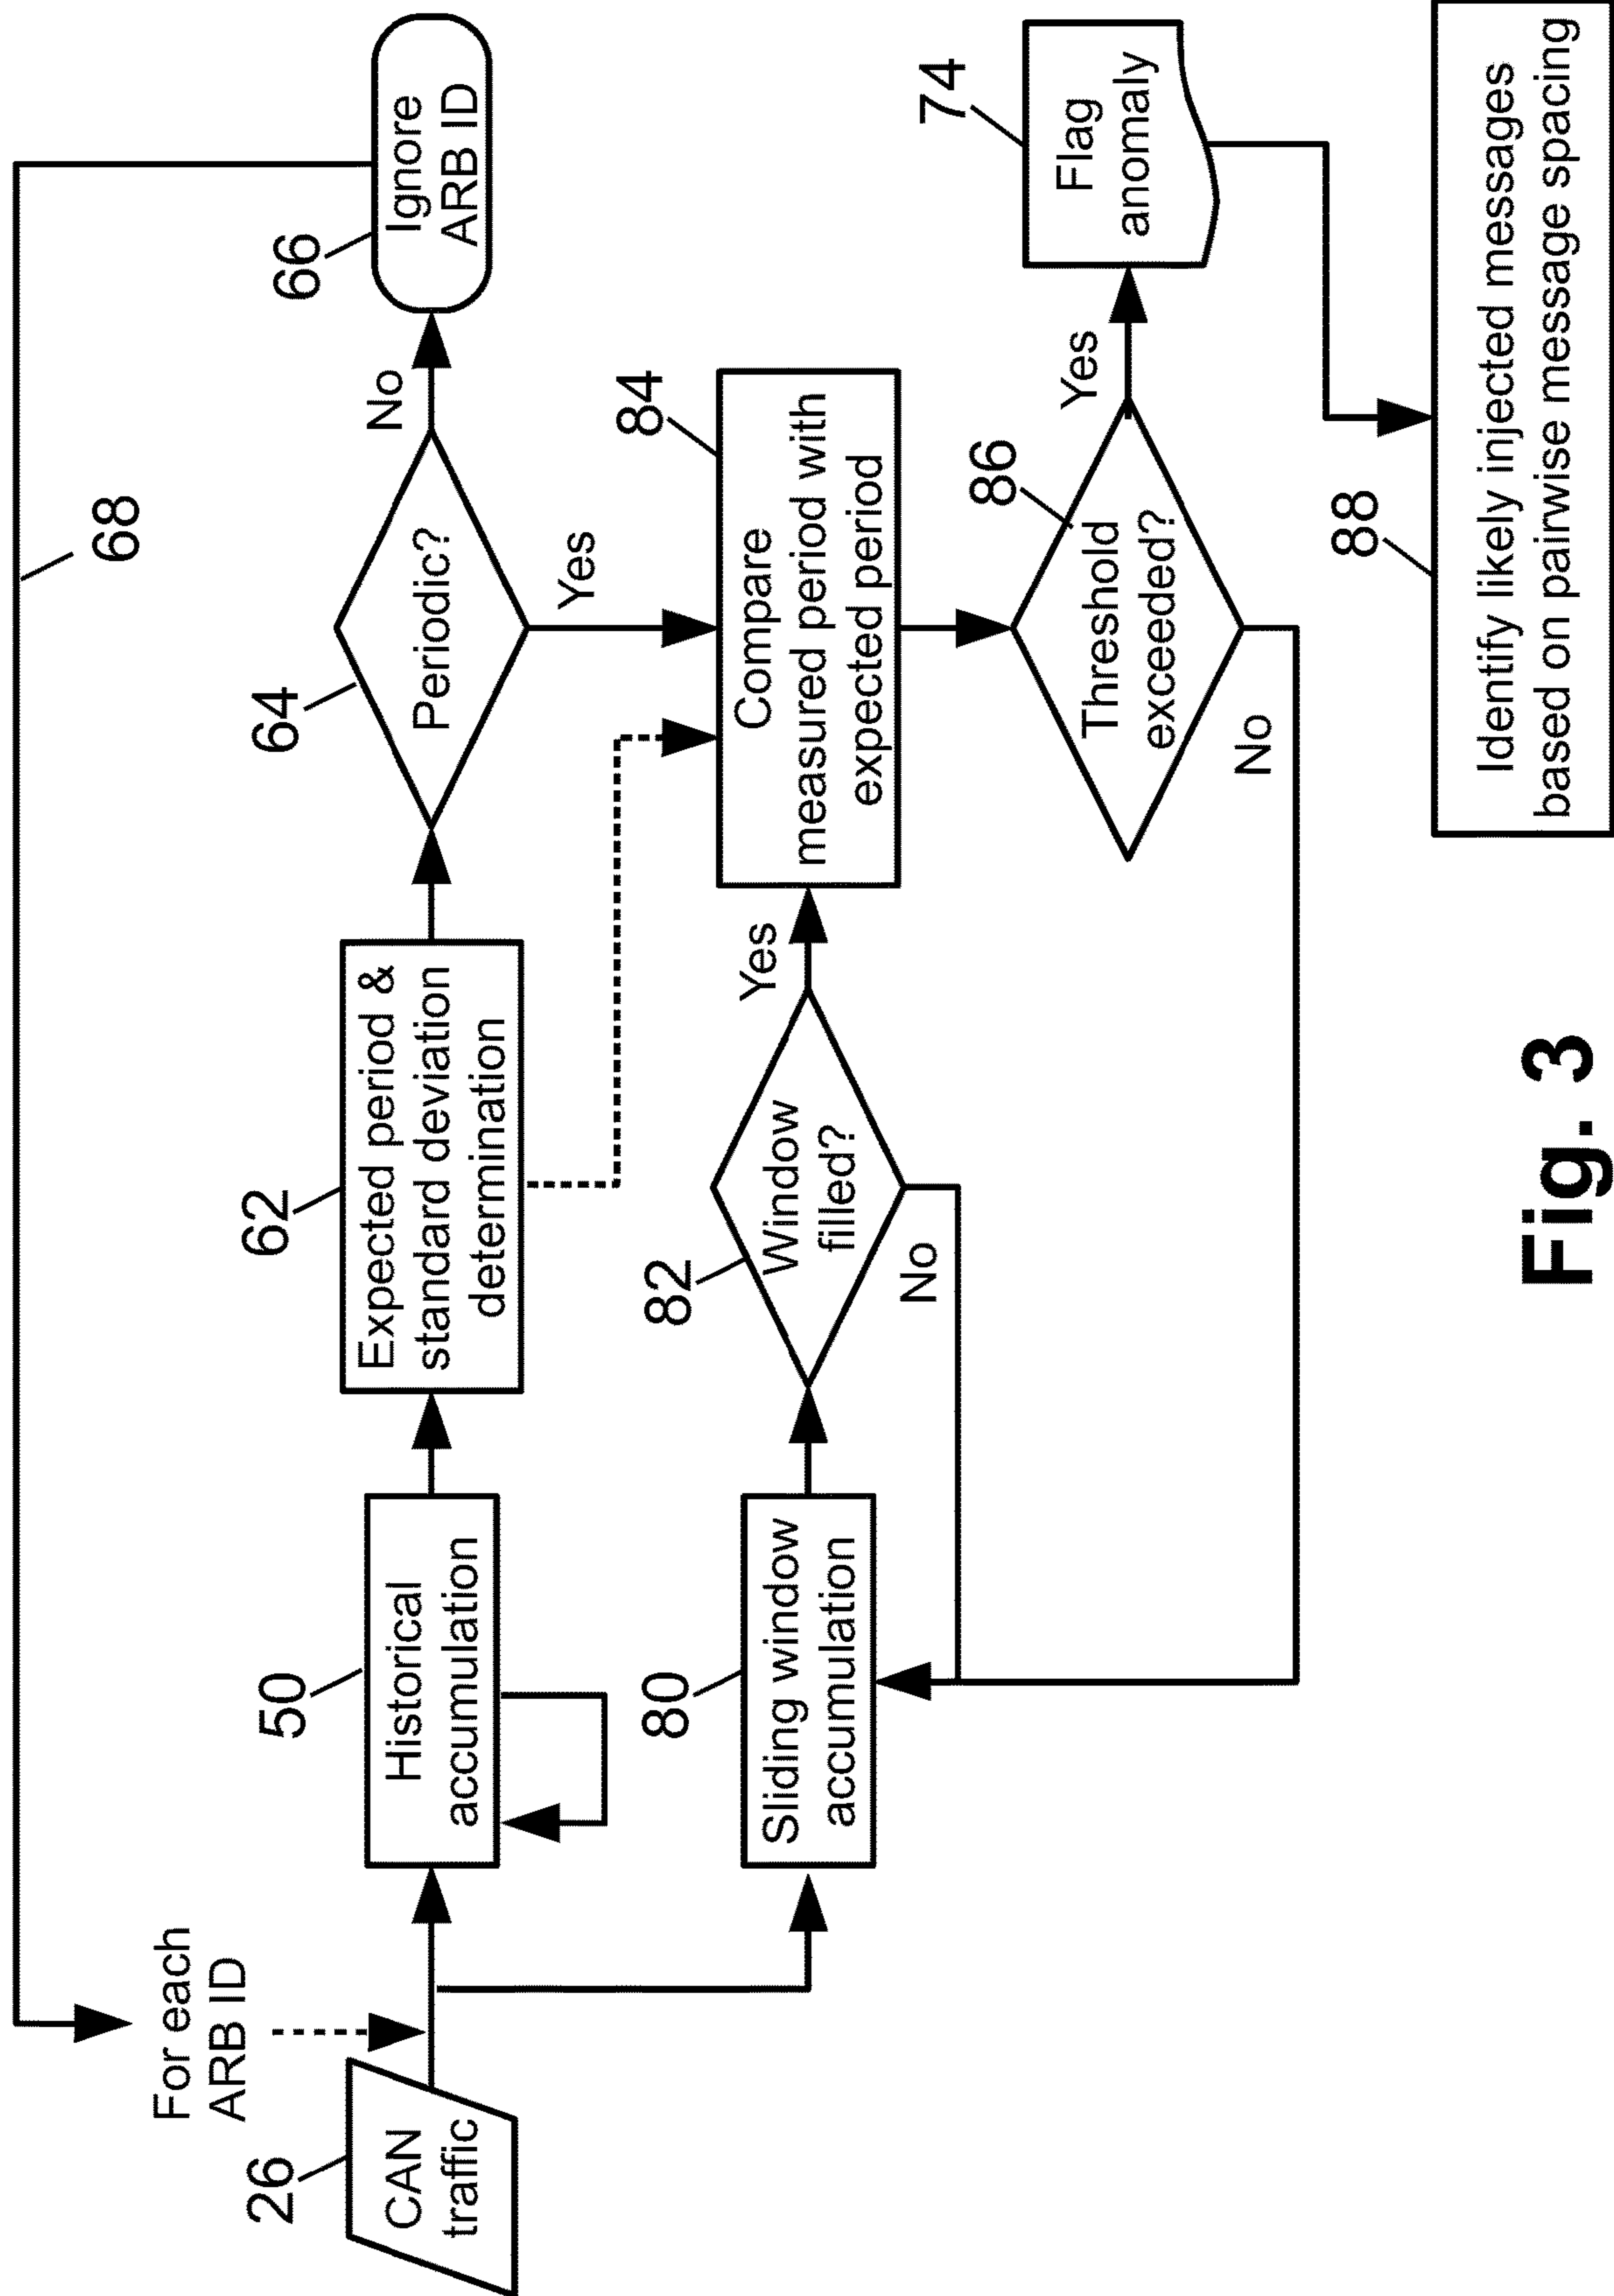 68
For each
ARB ID
26
CAN
traffic
50
Historical
accumulation
62
Expected period &
standard deviation
determination
64
Periodic?
No
66
Ignore
ARB ID
Yes
80
Sliding window
accumulation
82
Window
filled?
Yes
No
84
Compare
measured period with
expected period
86
Threshold
exceeded?
Yes
No
74
Flag
anomaly
88
Identify likely injected messages
based on pairwise message spacing
Fig. 3